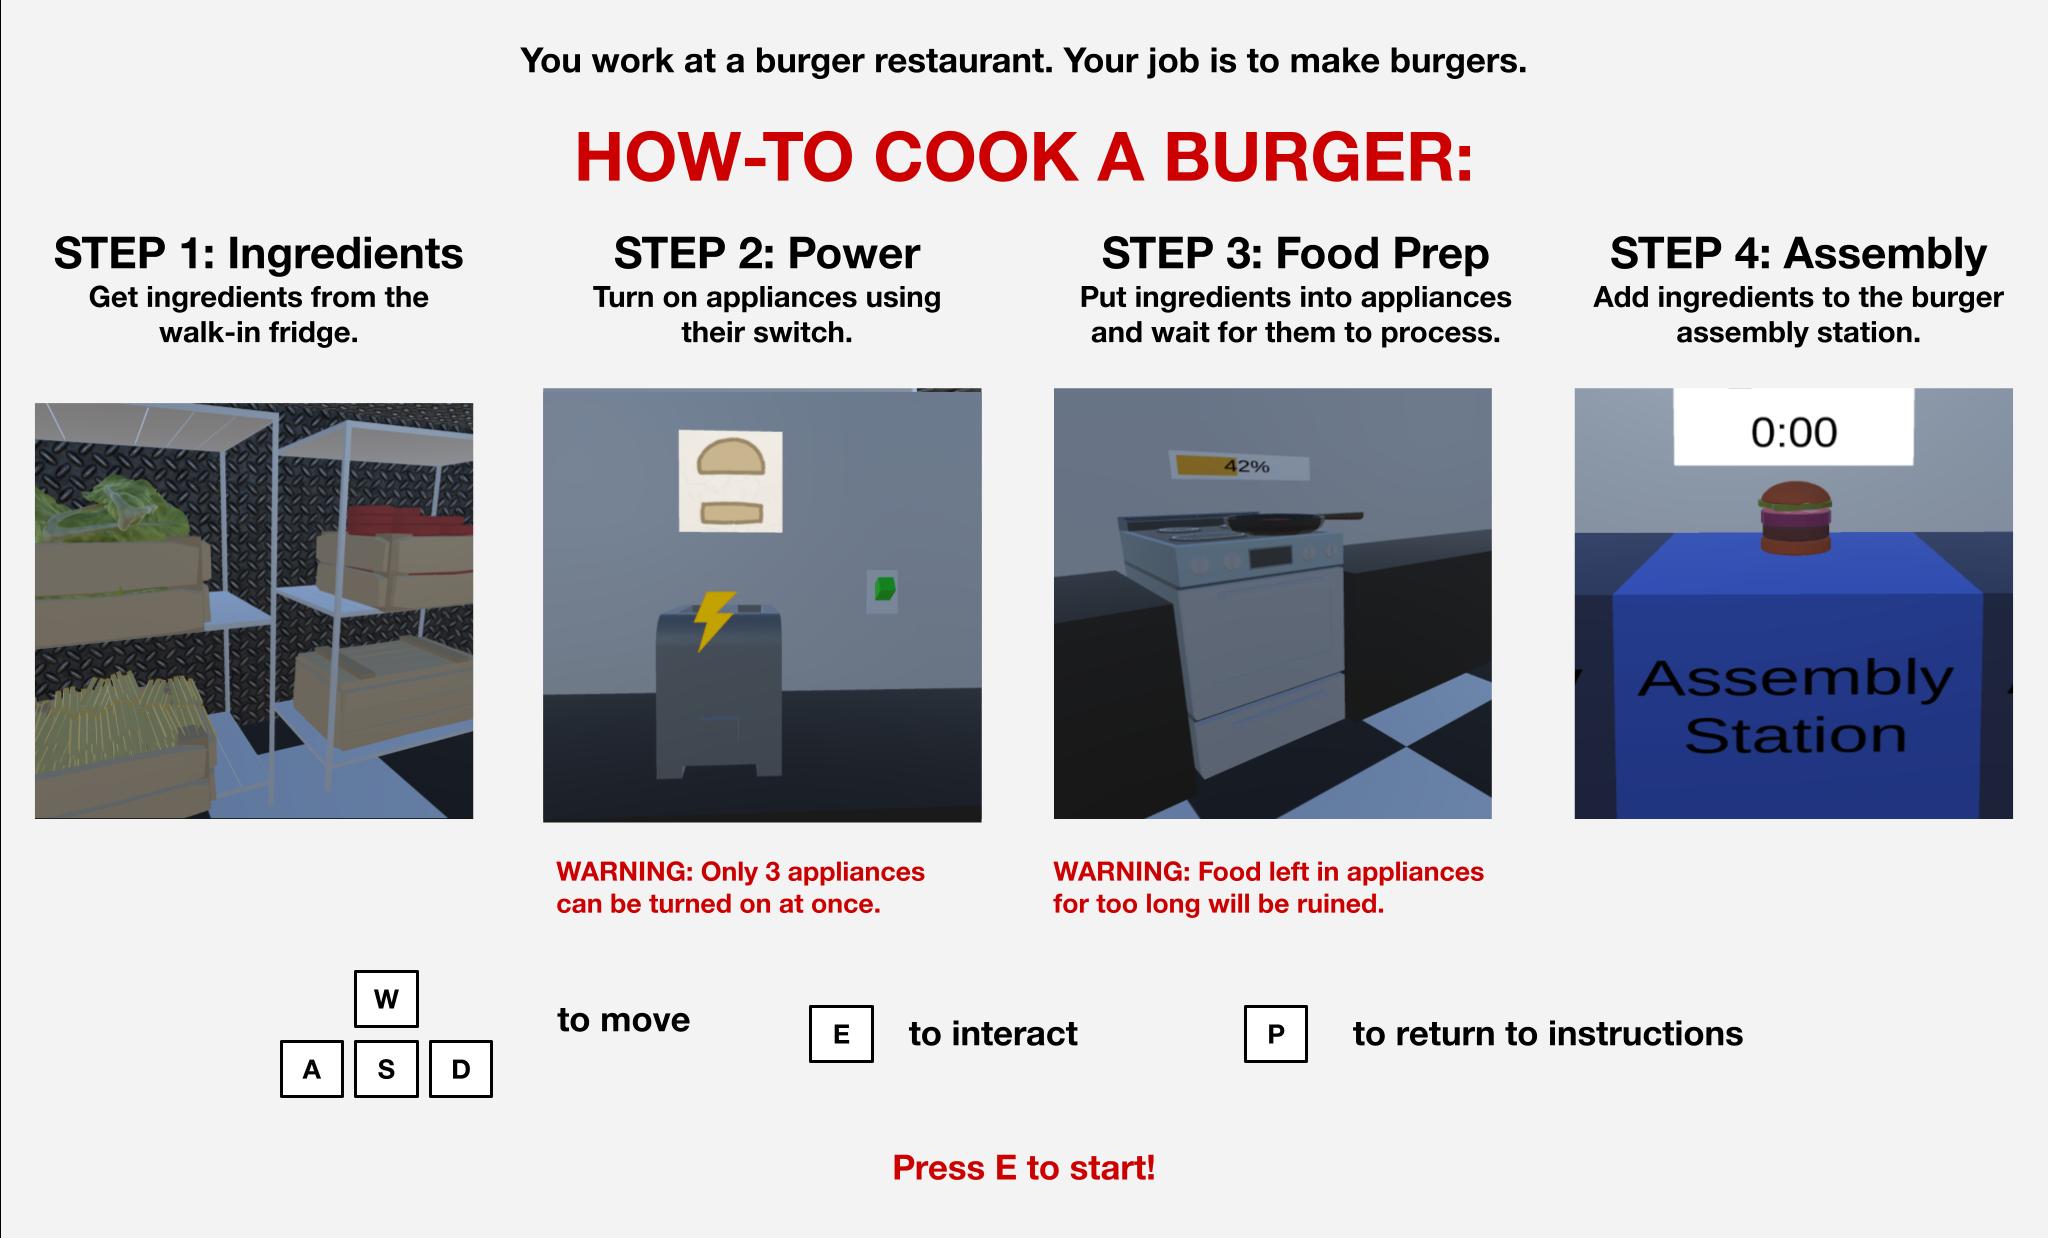 You work at a burger restaurant. Your job is to make burgers.
HOW-TO COOK A BURGER:
STEP 1: Ingredients
Get ingredients from the
walk-in fridge.
STEP 2: Power
Turn on appliances using
their switch.
STEP 3: Food Prep
Put ingredients into appliances
and wait for them to process.
STEP 4: Assembly
Add ingredients to the burger
assembly station.
42%
0:00
Assembly
Station
WARNING: Only 3 appliances
can be turned on at once.
WARNING: Food left in appliances
for too long will be ruined.
W
A S D
to move
E
to interact
P
to return to instructions
Press E to start!